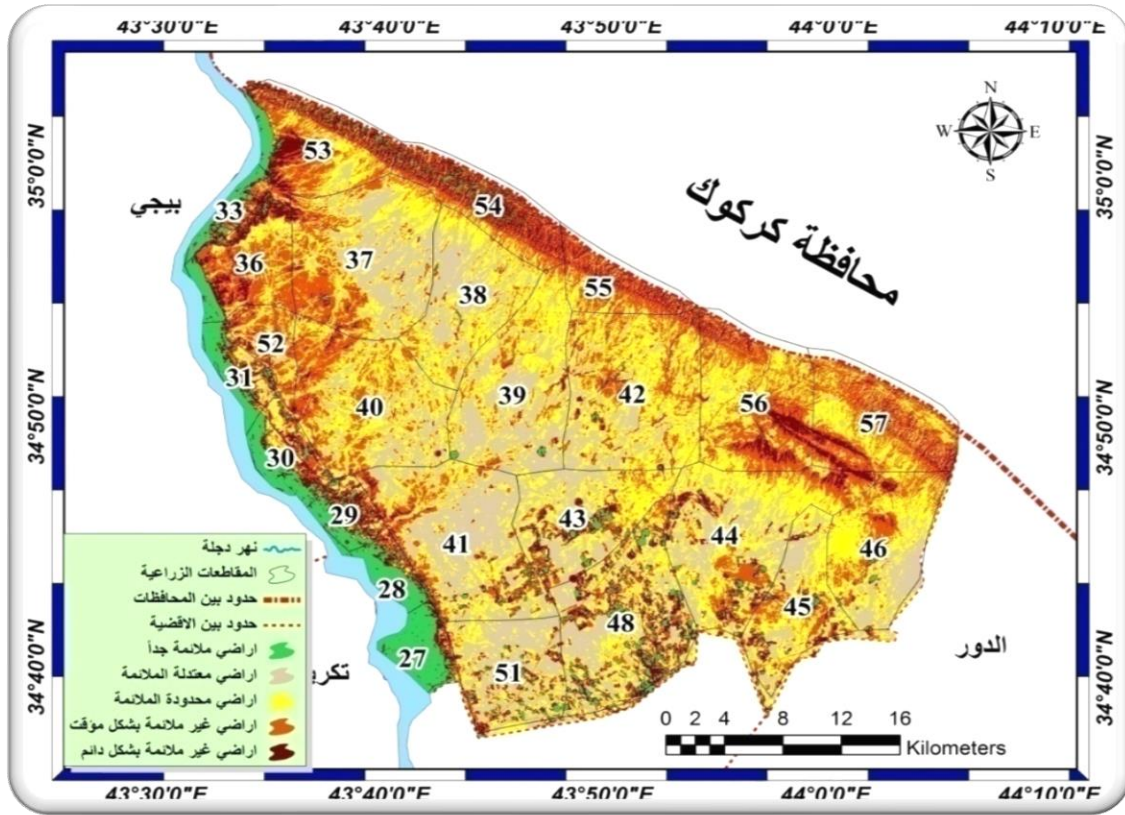 43°30'0"E 43°40'0"E 43°50'0"E 44°0'0"E 44°10'0"E
N
W E
S
35°0'0"N
35°0'0"N
34°50'0"N
34°50'0"N
34°40'0"N
34°40'0"N
محافظة كركوك
بيجي
الدور
53
54
33
36
37
38
55
52
31
39
42
56
40
57
30
29
43
41
44
46
28
45
48
27
51
نهر دجلة
المقاطعات الزراعية
حدود بين المحافظات
حدود بين الاقضية
اراضي ملائمة جداً
اراضي معتدلة الملائمة
اراضي محدودة الملائمة
اراضي غير ملائمة بشكل مؤقت
اراضي غير ملائمة بشكل دائم
0 2 4 8 12 16
Kilometers
43°30'0"E 43°40'0"E 43°50'0"E 44°0'0"E 44°10'0"E